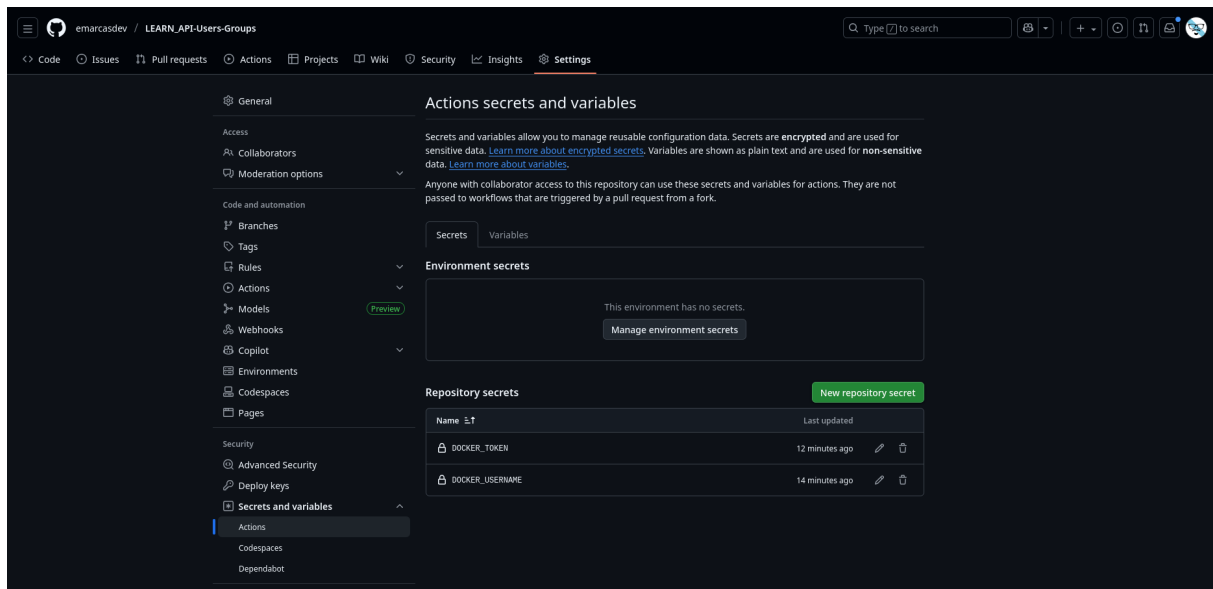 emarcasdev / LEARN_API-Users-Groups
Type / to search
Code Issues Pull requests Actions Projects Wiki Security Insights Settings
General
Access
Collaborators
Moderation options
Code and automation
Branches
Tags
Rules
Actions
Models Preview
Webhooks
Copilot
Environments
Codespaces
Pages
Security
Advanced Security
Deploy keys
Secrets and variables
Actions
Codespaces
Dependabot
Actions secrets and variables
Secrets and variables allow you to manage reusable configuration data. Secrets are encrypted and are used for
sensitive data. Learn more about encrypted secrets. Variables are shown as plain text and are used for non-sensitive
data. Learn more about variables.
Anyone with collaborator access to this repository can use these secrets and variables for actions. They are not
passed to workflows that are triggered by a pull request from a fork.
Secrets Variables
Environment secrets
This environment has no secrets.
Manage environment secrets
Repository secrets New repository secret
Name Last updated
DOCKER_TOKEN 12 minutes ago
DOCKER_USERNAME 14 minutes ago